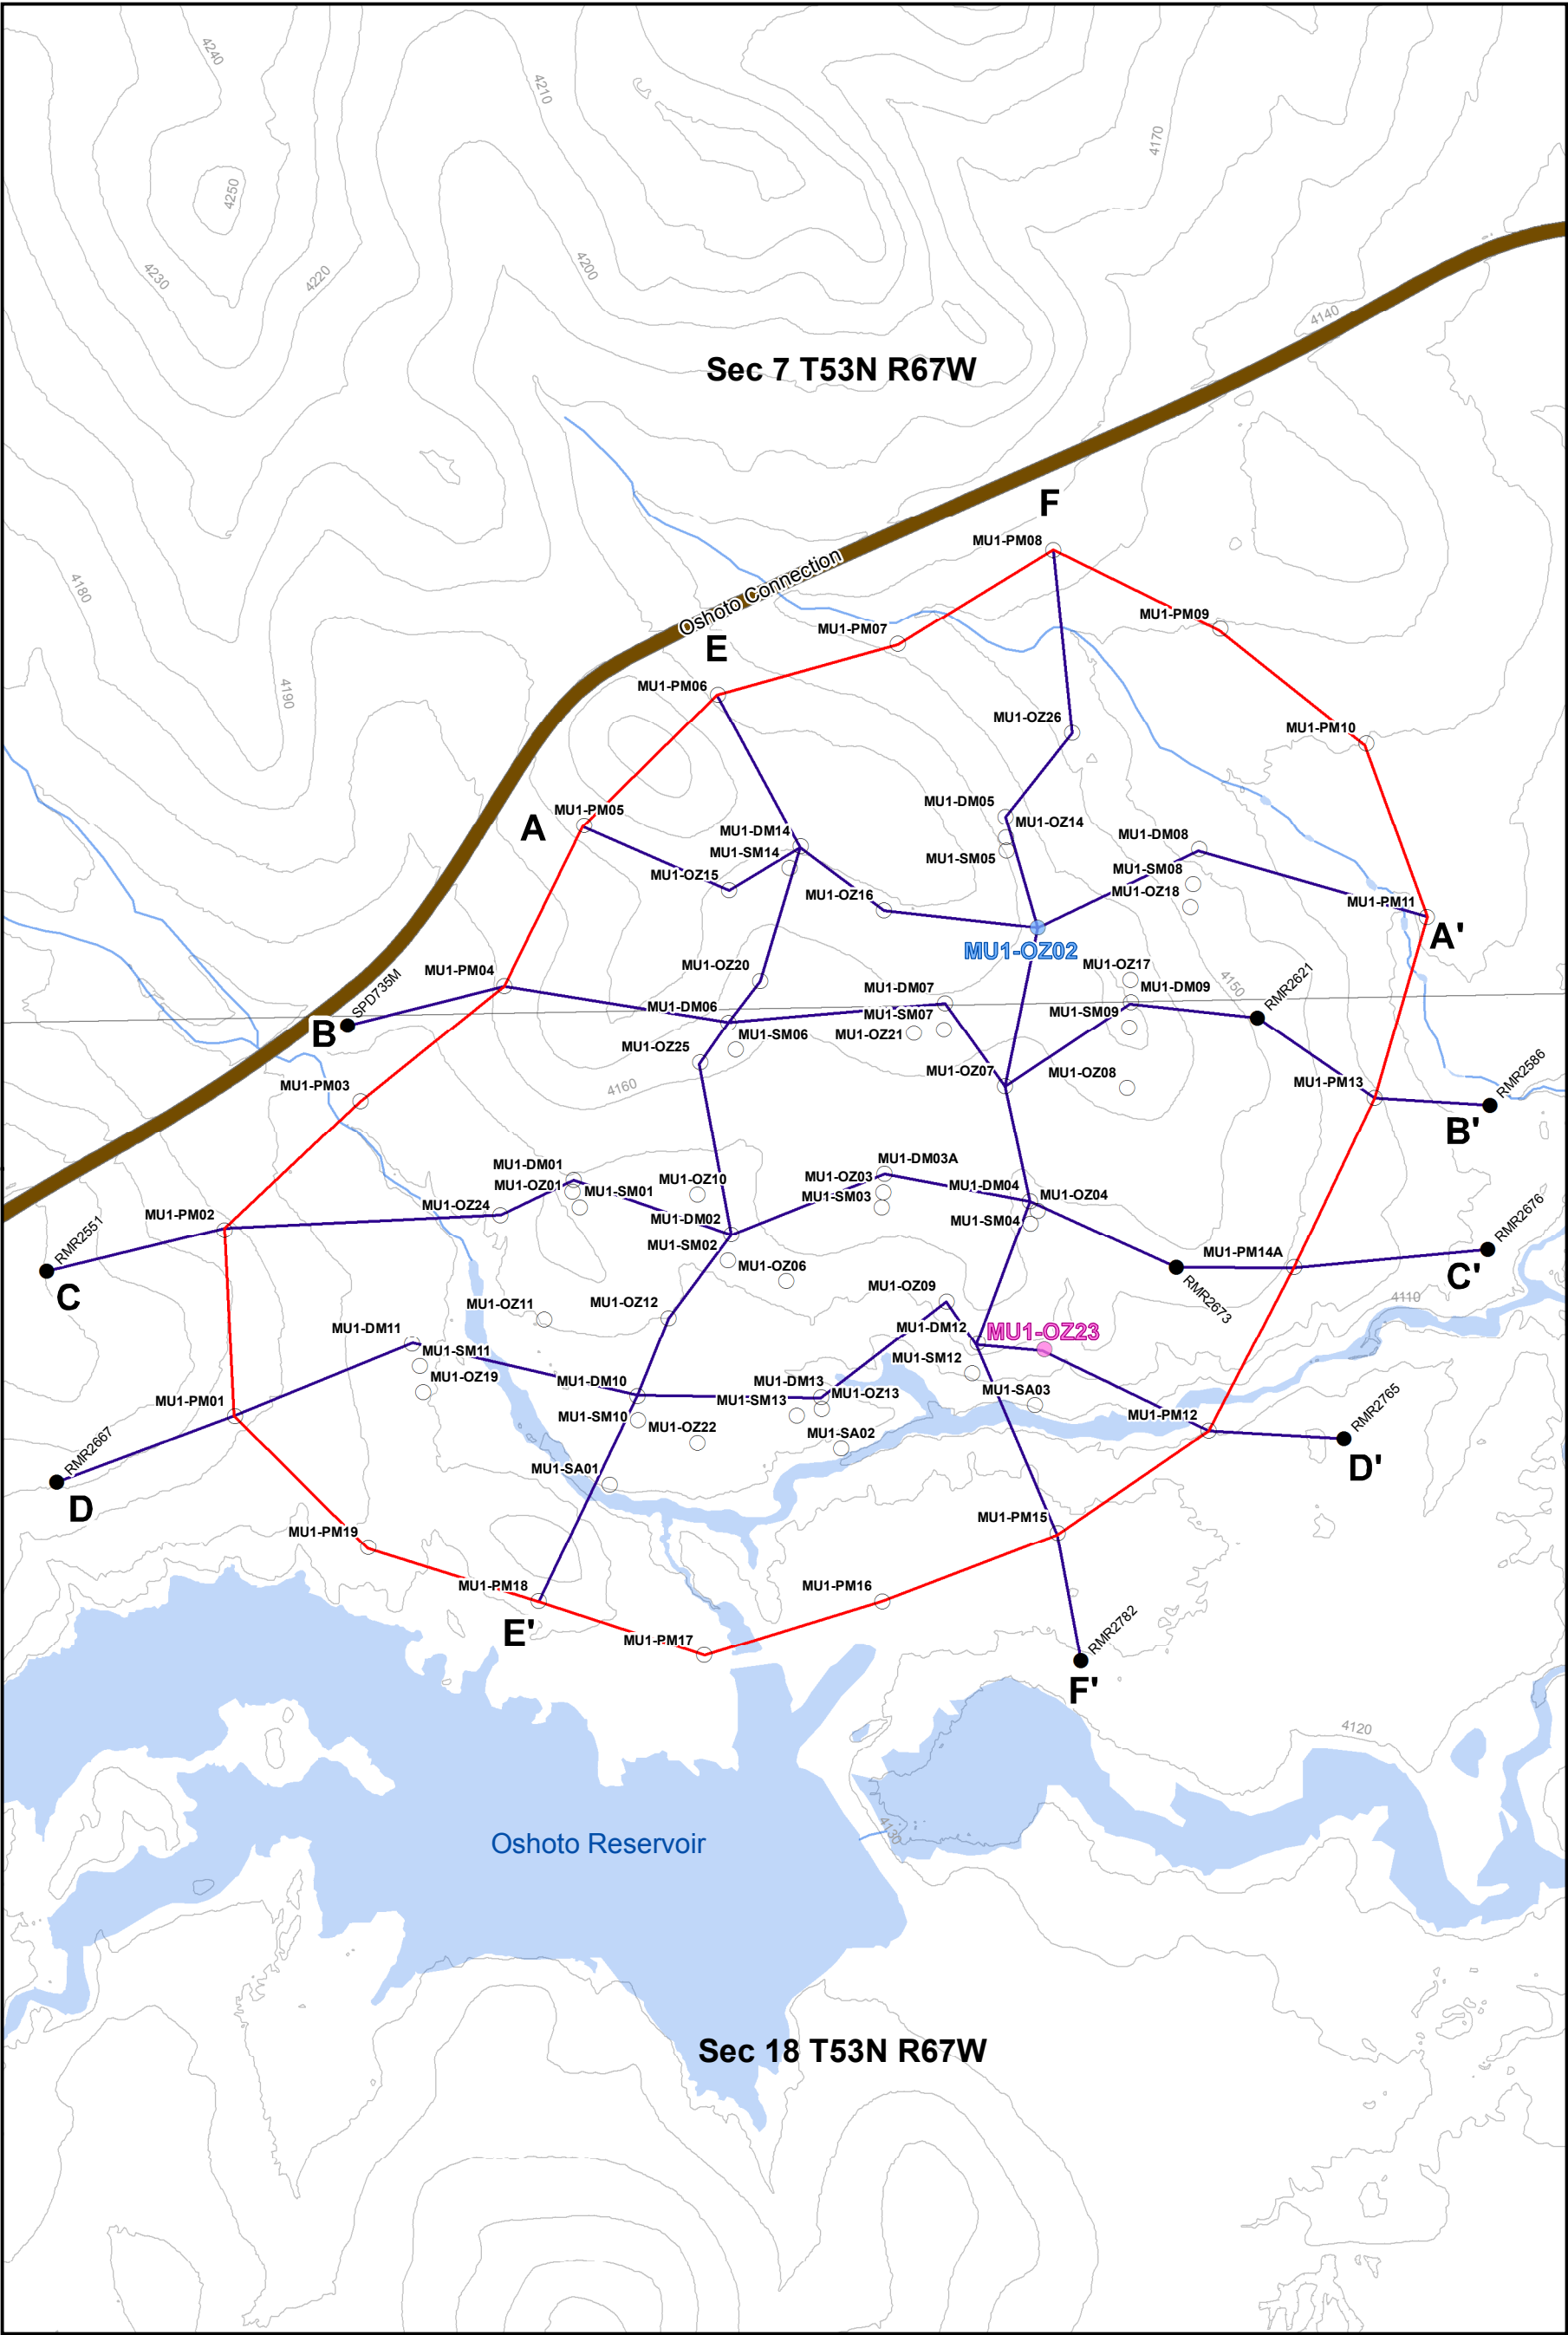 4240
4210
4170
4250
4230
4220
4200
4140
Sec 7 T53N R67W
F
MU1-PM08
4180
Oshoto Connection
MU1-PM09
MU1-PM07
E
4190
MU1-PM06
MU1-OZ26
MU1-PM10
MU1-DM05
A
MU1-PM05
MU1-OZ14
MU1-DM14
MU1-DM08
MU1-SM14
MU1-SM05
MU1-SM08
MU1-OZ15
MU1-OZ16
MU1-OZ18
MU1-PM11
A'
MU1-OZ02
MU1-PM04
MU1-OZ20
MU1-OZ17
4150
SPD735M
MU1-DM07
MU1-DM09
RMR2621
B
MU1-DM06
MU1-SM07
MU1-SM09
MU1-SM06
MU1-OZ21
MU1-OZ25
MU1-OZ07
MU1-OZ08
RMR2586
MU1-PM03
4160
MU1-PM13
B'
MU1-DM01
MU1-DM03A
MU1-OZ01
MU1-SM01
MU1-OZ10
MU1-OZ03
MU1-DM04
MU1-OZ04
MU1-SM03
MU1-OZ24
MU1-PM02
MU1-DM02
MU1-SM04
RMR2551
MU1-SM02
MU1-PM14A
RMR2676
C
MU1-OZ06
C'
MU1-OZ09
RMR2673
4110
MU1-OZ11
MU1-OZ12
MU1-DM11
MU1-DM12
MU1-OZ23
MU1-SM11
MU1-SM12
MU1-OZ19
MU1-DM10
MU1-DM13
MU1-SA03
MU1-PM01
MU1-SM13
MU1-OZ13
MU1-SM10
MU1-PM12
RMR2765
MU1-OZ22
MU1-SA02
RMR2667
D'
MU1-SA01
D
MU1-PM15
MU1-PM19
MU1-PM18
MU1-PM16
E'
MU1-PM17
RMR2782
F'
4120
4130
Oshoto Reservoir
Sec 18 T53N R67W